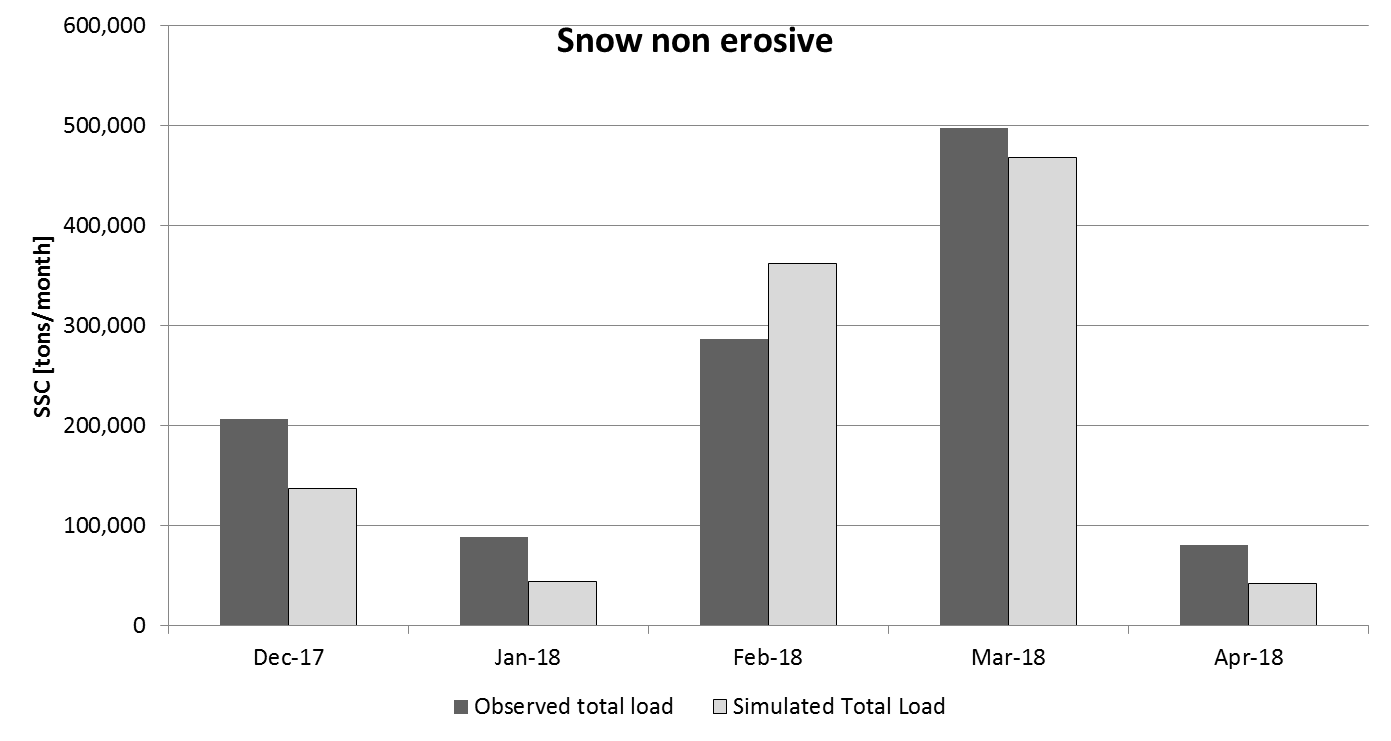 Snow non erosive
600,000
500,000
400,000
300,000
200,000
100,000
0
SSC [tons/month]
Dec-17 Jan-18 Feb-18 Mar-18 Apr-18
Observed total load Simulated Total Load